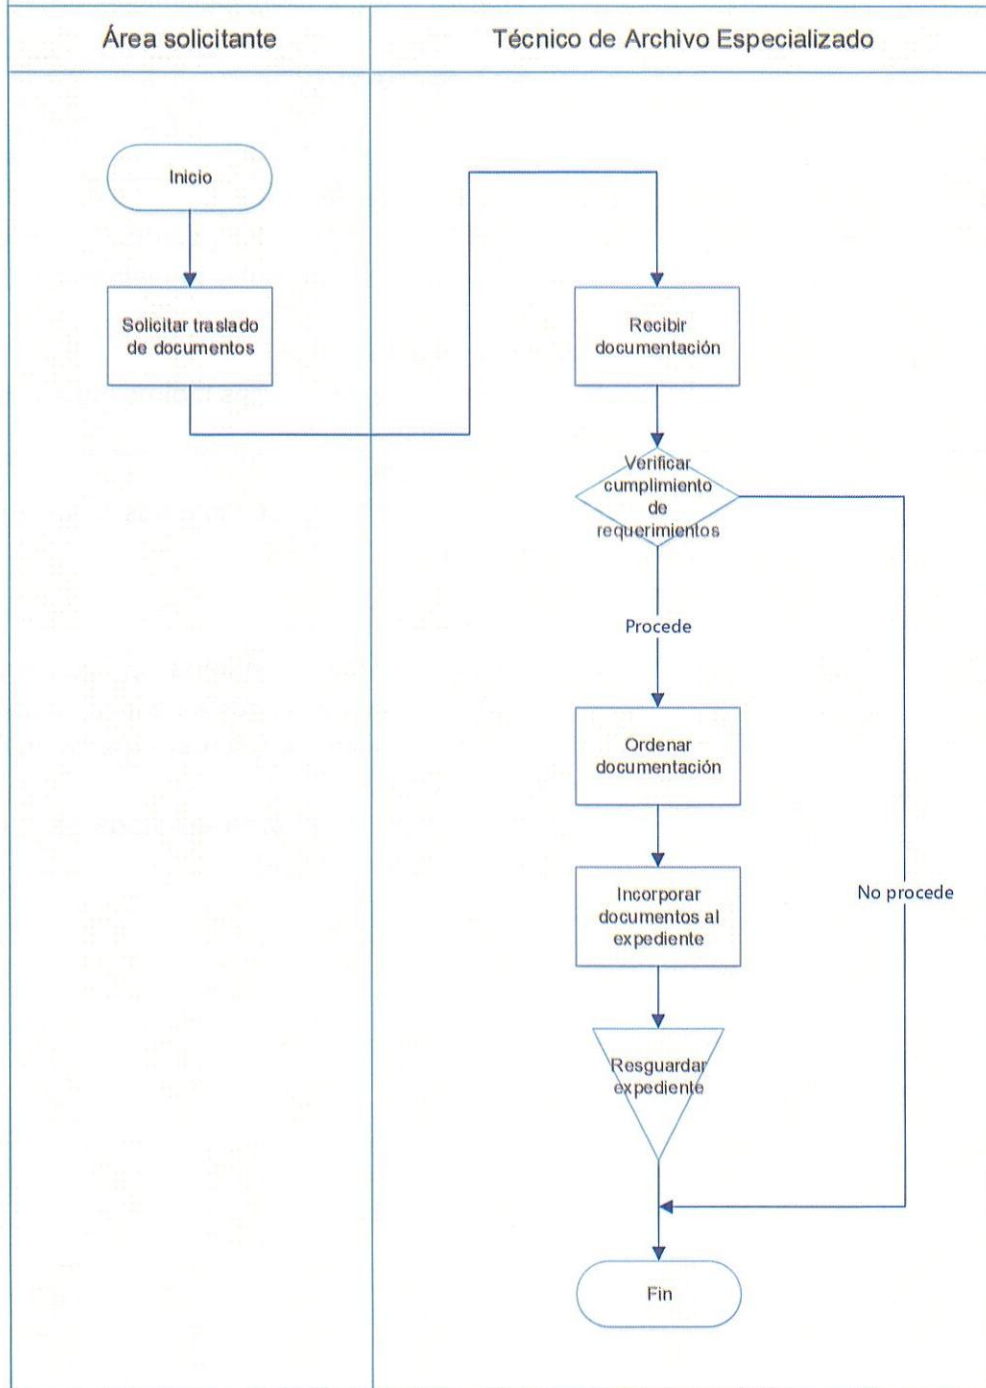 Área solicitante
Técnico de Archivo Especializado
Inicio
Solicitar traslado
de documentos
Recibir
documentación
Verificar
cumplimiento
de
requerimientos
Procede
Ordenar
documentación
Incorporar
documentos al
expediente
No procede
Resguardar
expediente
Fin